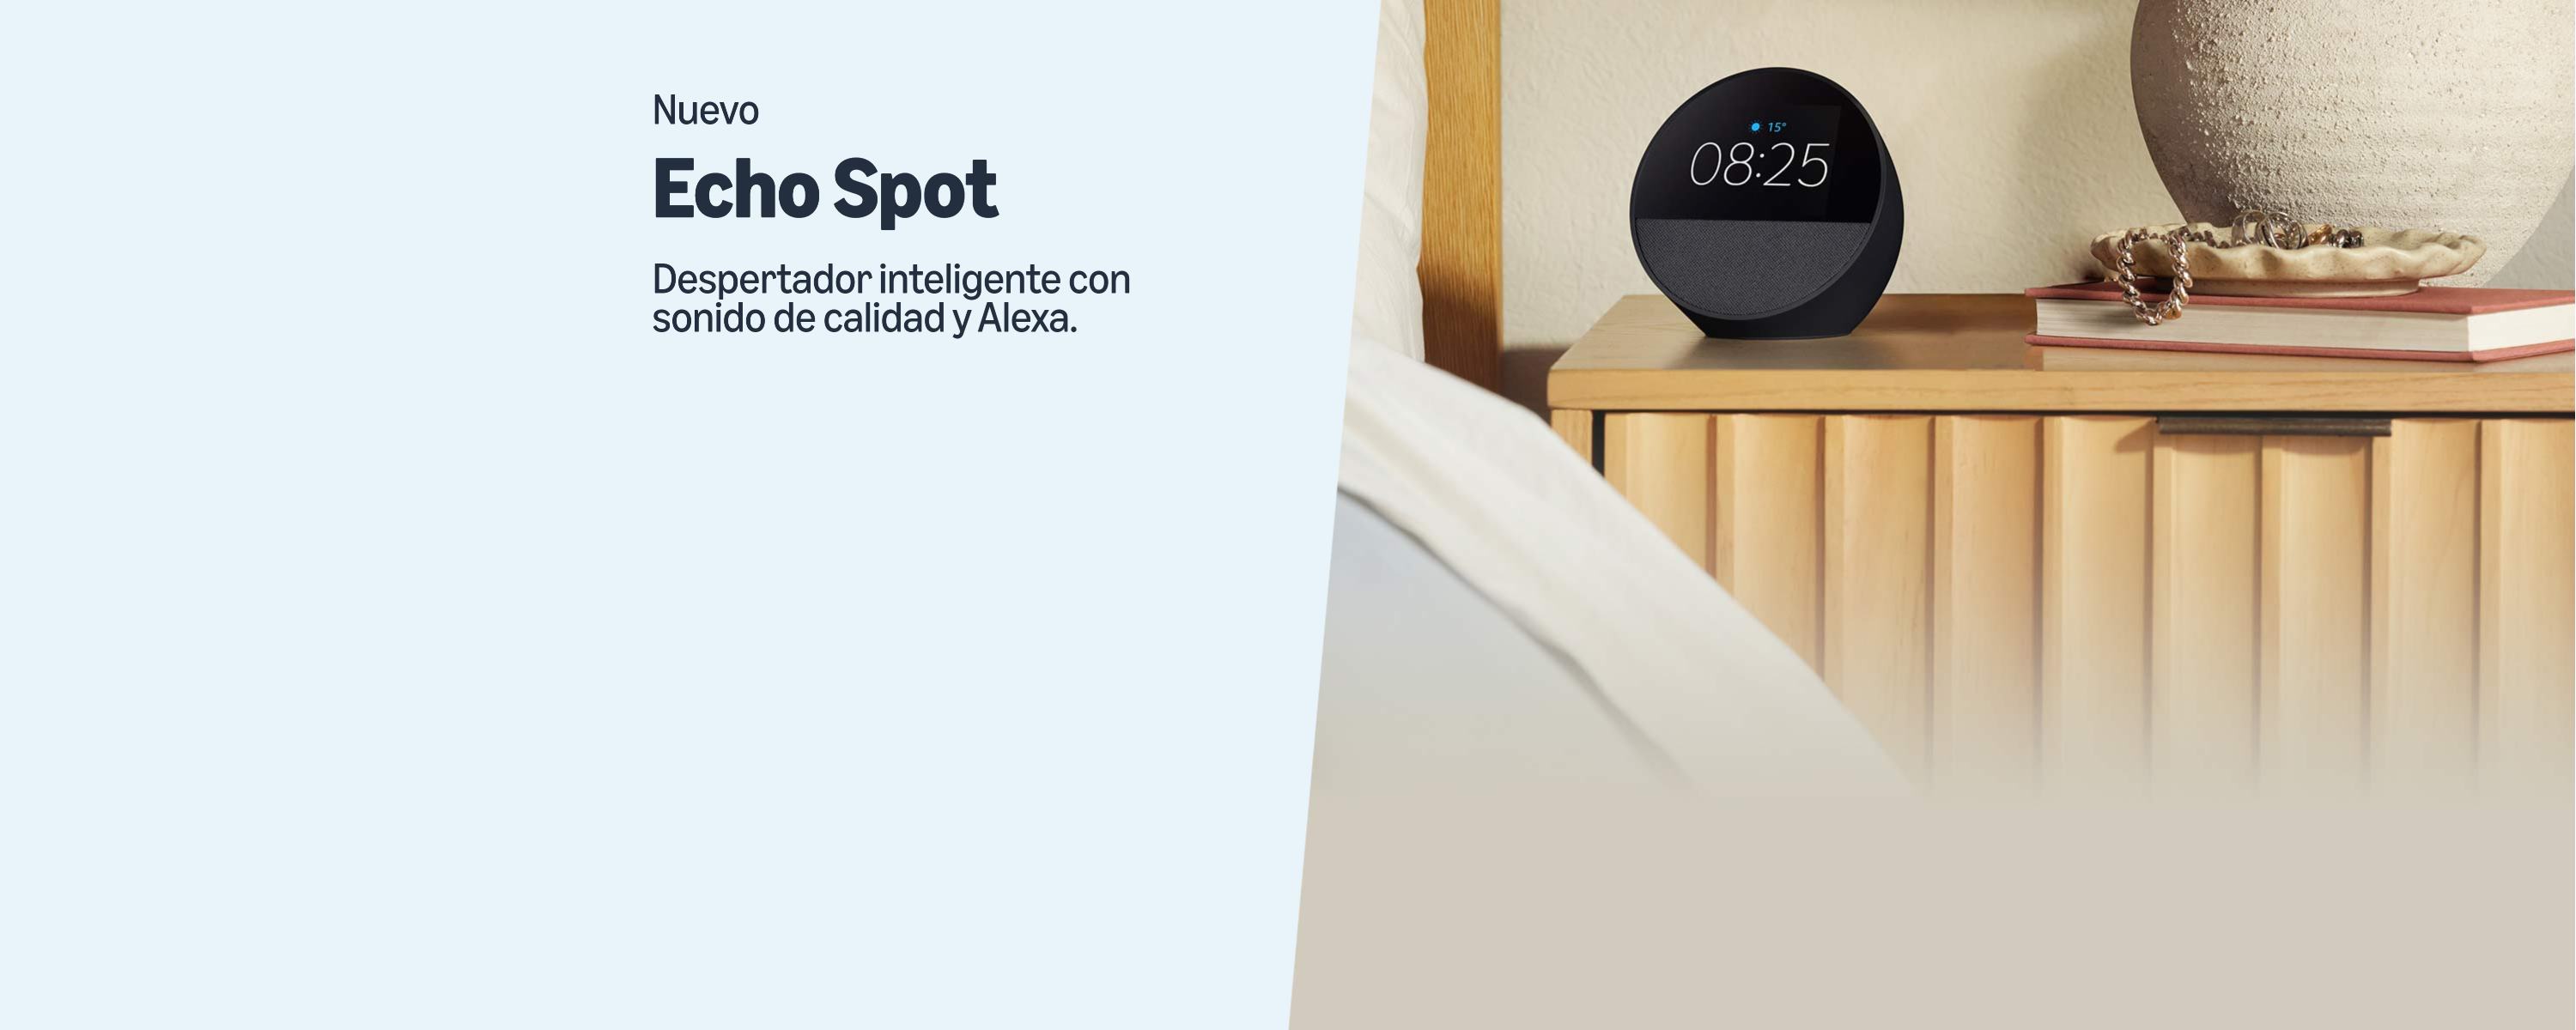 Nuevo
Echo Spot
Despertador inteligente con
sonido de calidad y Alexa.
15°
08:25